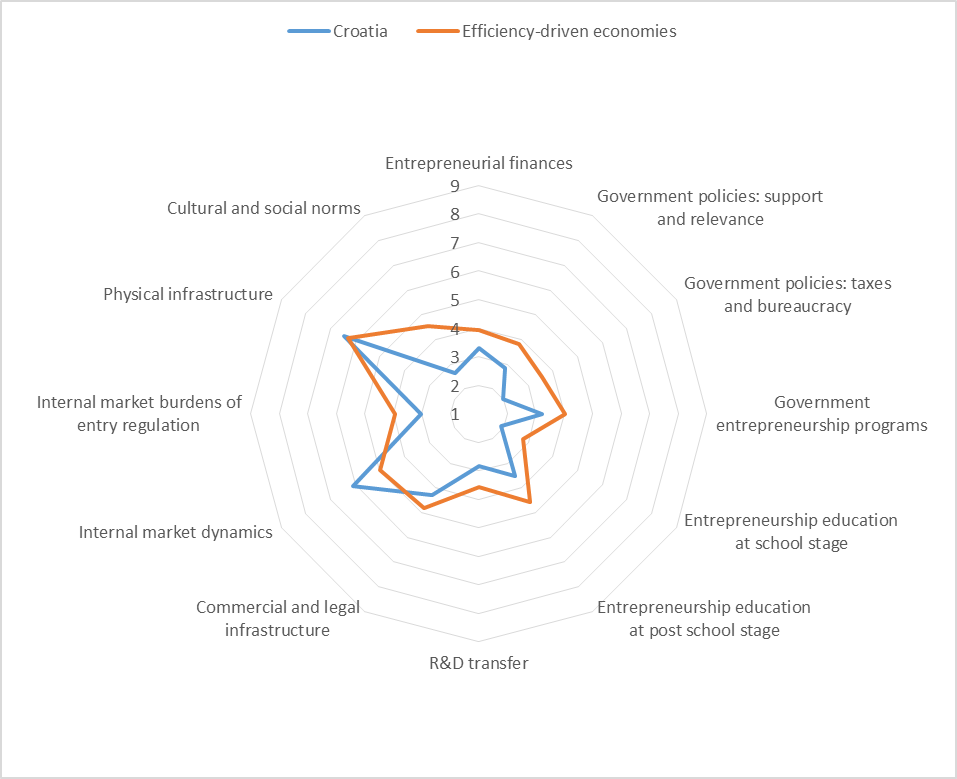 Croatia
Efficiency-driven economies
Entrepreneurial finances
9
8
7
6
5
4
3
2
1
Government policies: support
and relevance
Government policies: taxes
and bureaucracy
Government
entrepreneurship programs
Entrepreneurship education
at school stage
Entrepreneurship education
at post school stage
R&D transfer
Commercial and legal
infrastructure
Internal market dynamics
Internal market burdens of
entry regulation
Physical infrastructure
Cultural and social norms